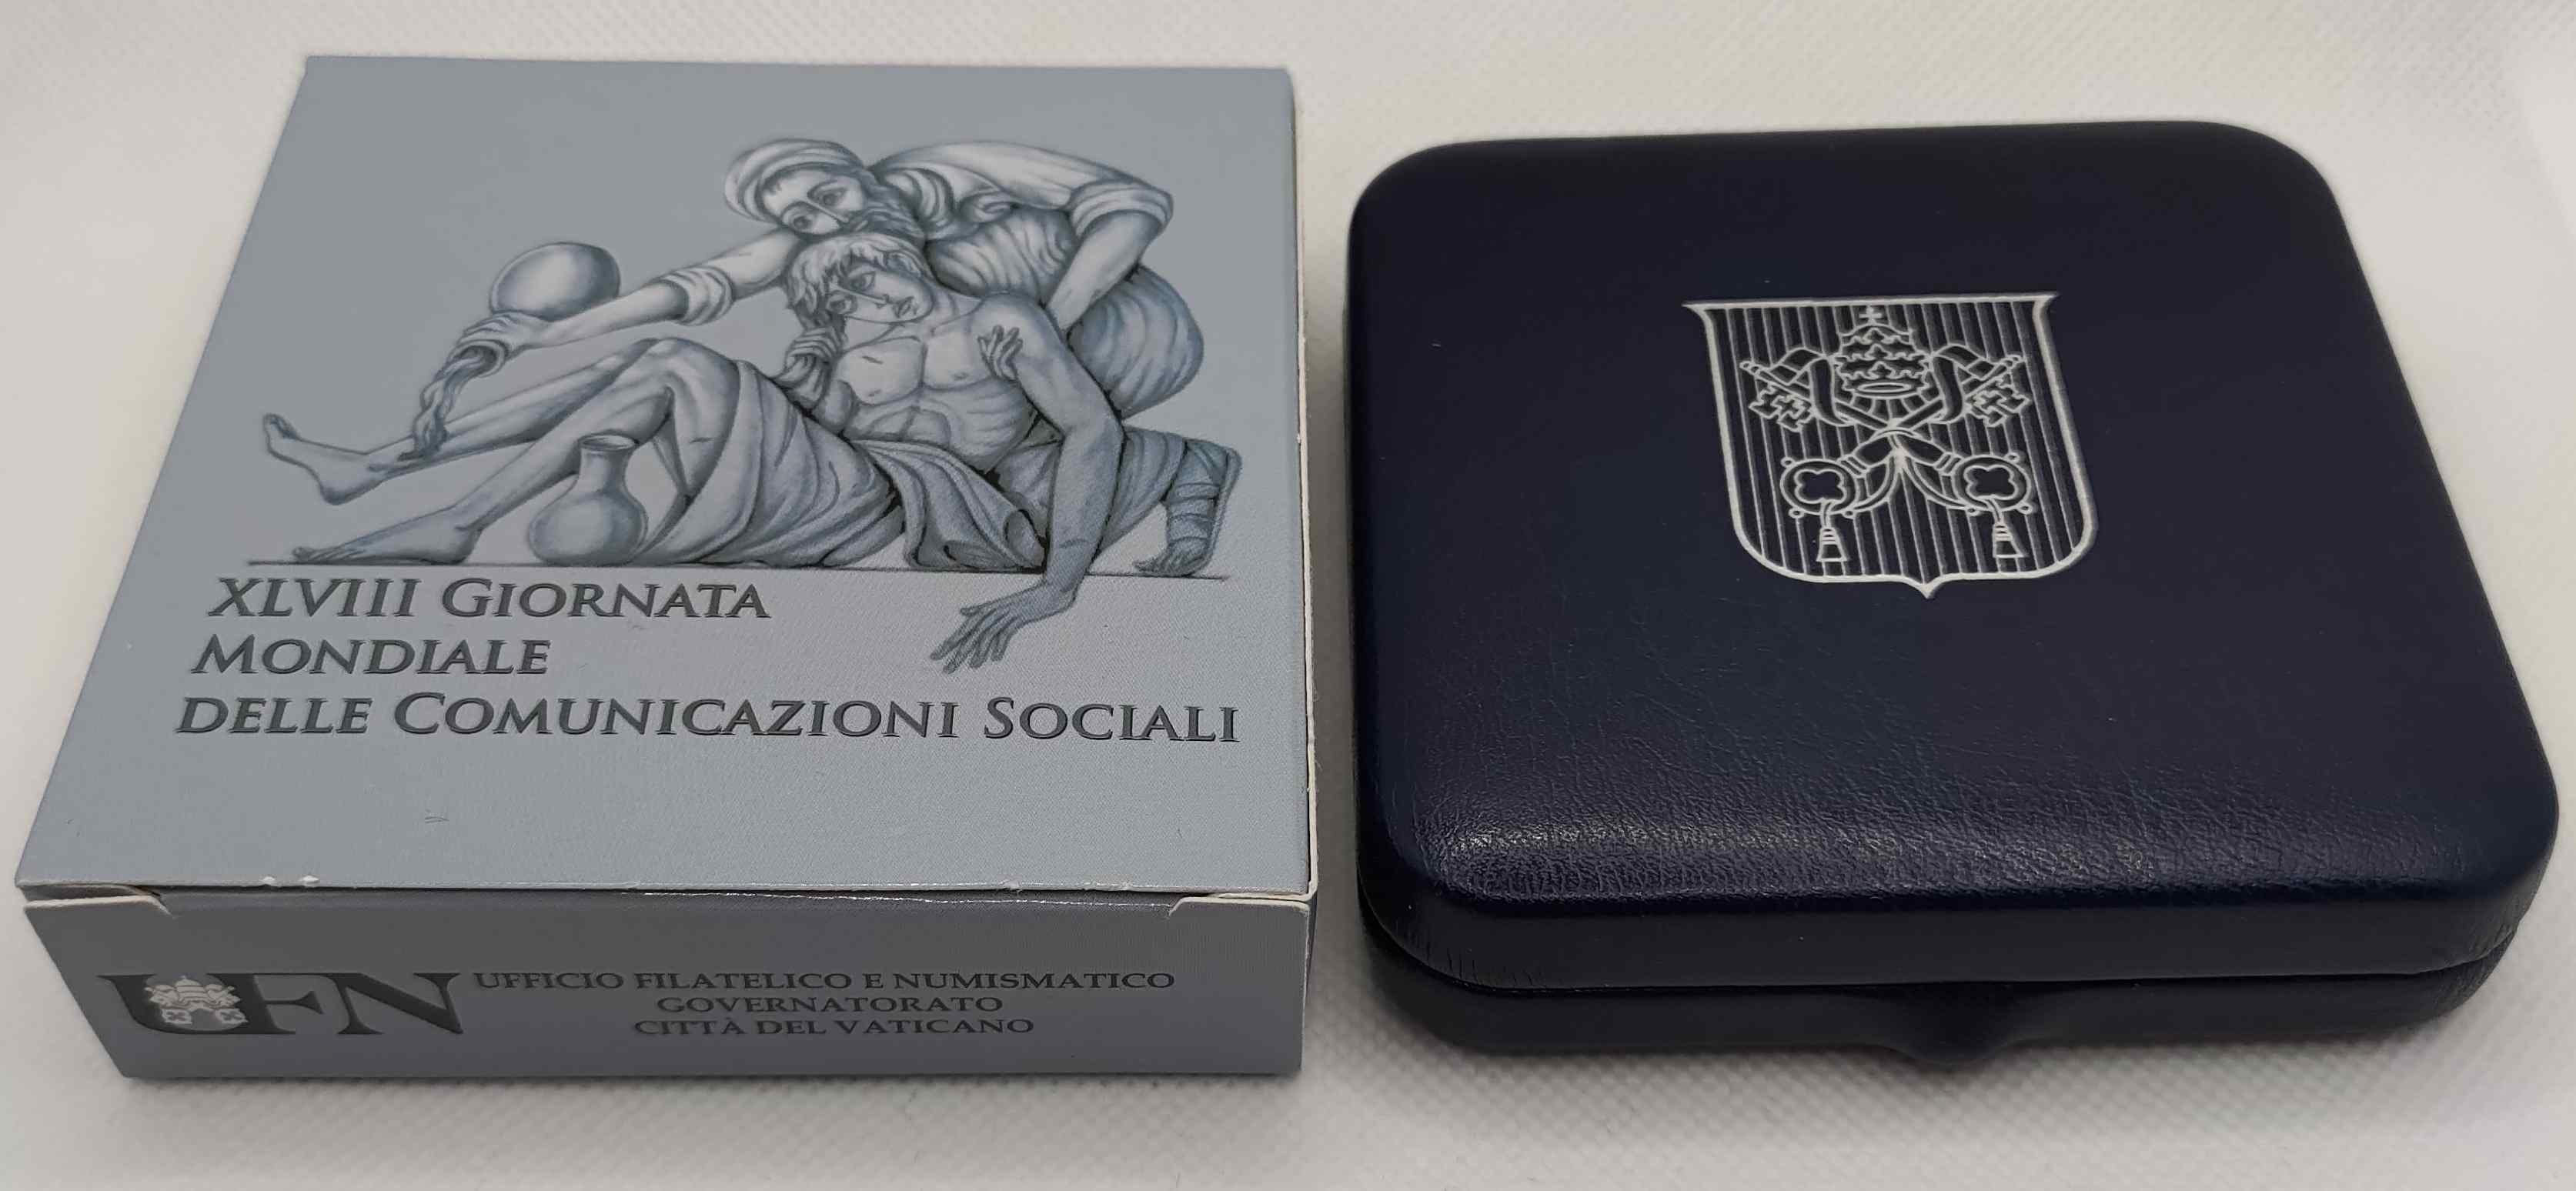 XLVIII GIORNATA
MONDIALE
DELLE COMUNICAZIONI SOCIALI
UFN
UFFICIO FILATELICO E NUMISMATICO
GOVERNATORATO
CITTÀ DEL VATICANO